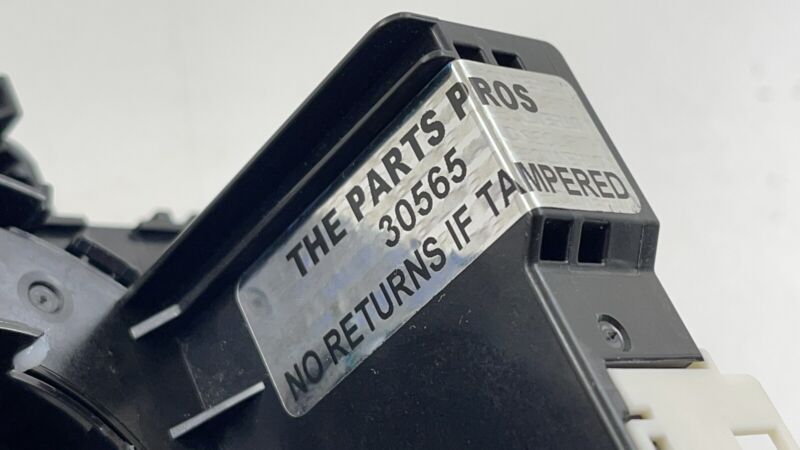 THE PARTS PROS
30565
NO RETURNS IF TAMPERED